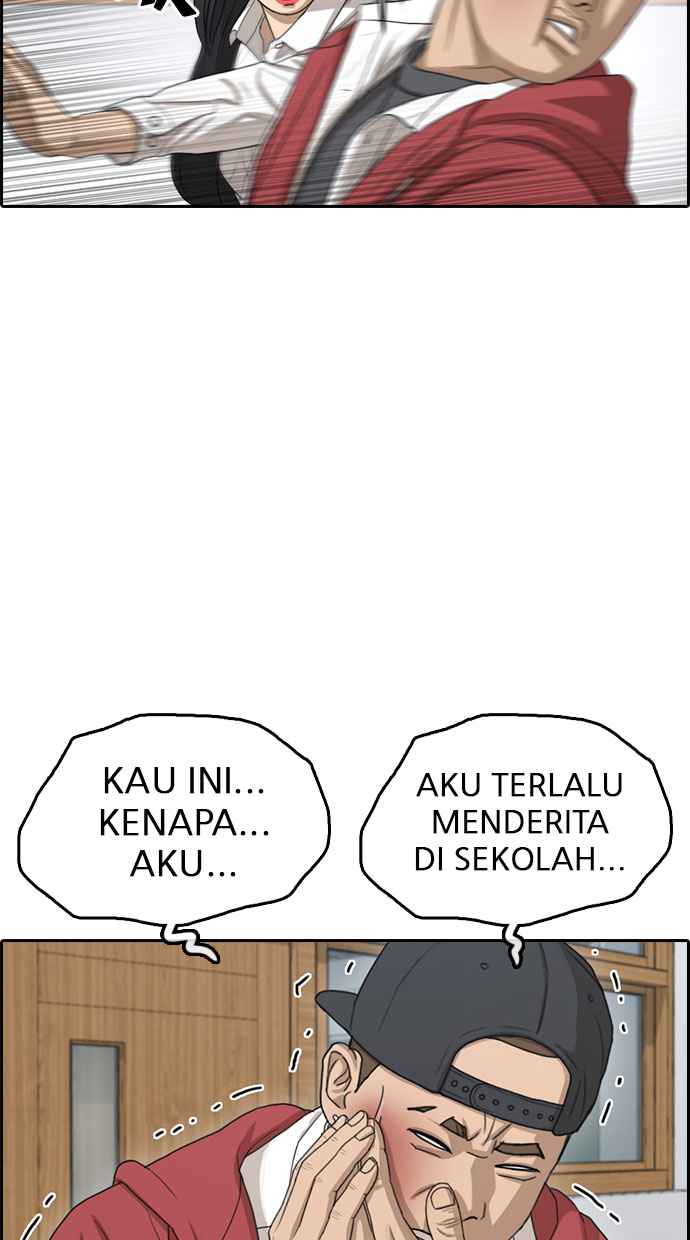 KAU INI...
KENAPA...
AKU...
AKU TERLALU
MENDERITA
DI SEKOLAH...